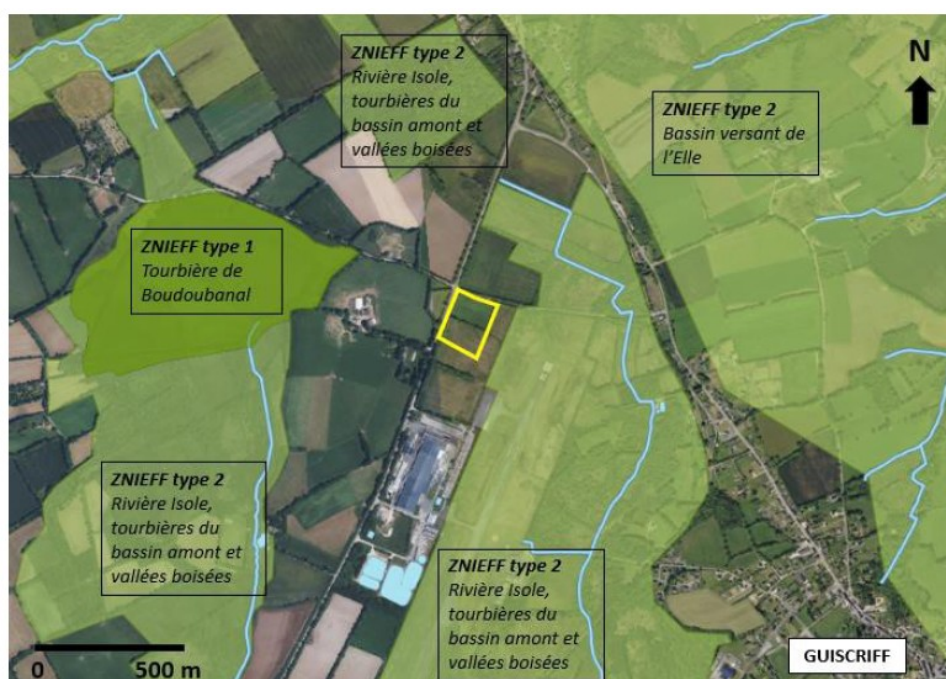 ZNIEFF type 2
Rivière Isole,
tourbières du
bassin amont et
vallées boisées
N
ZNIEFF type 2
Bassin versant de
l'Elle
ZNIEFF type 1
Tourbière de
Boudoubanal
ZNIEFF type 2
Rivière Isole,
tourbières du
bassin amont et
vallées boisées
ZNIEFF type 2
Rivière Isole,
tourbières du
bassin amont et
vallées boisées
0 500 m
GUISCRIFF